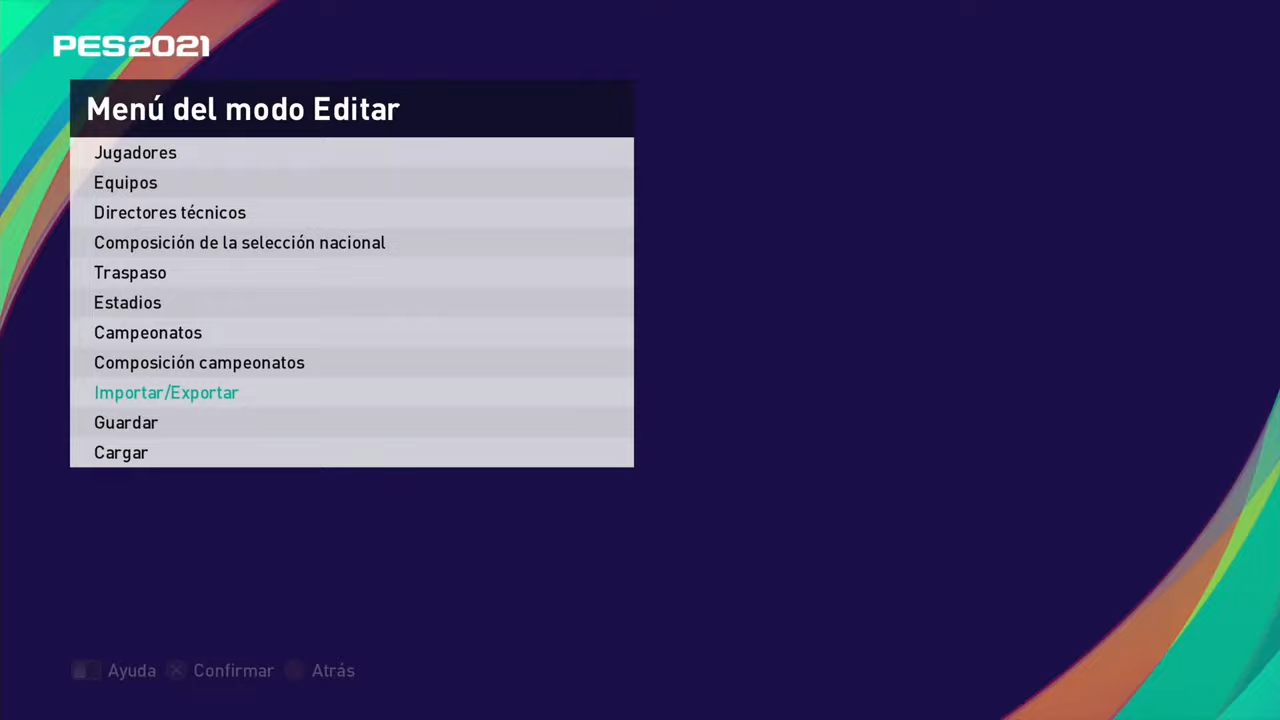 PES2021
Menú del modo Editar
Jugadores
Equipos
Directores técnicos
Composición de la selección nacional
Traspaso
Estadios
Campeonatos
Composición campeonatos
Importar/Exportar
Guardar
Cargar
Ayuda Confirmar Atrás